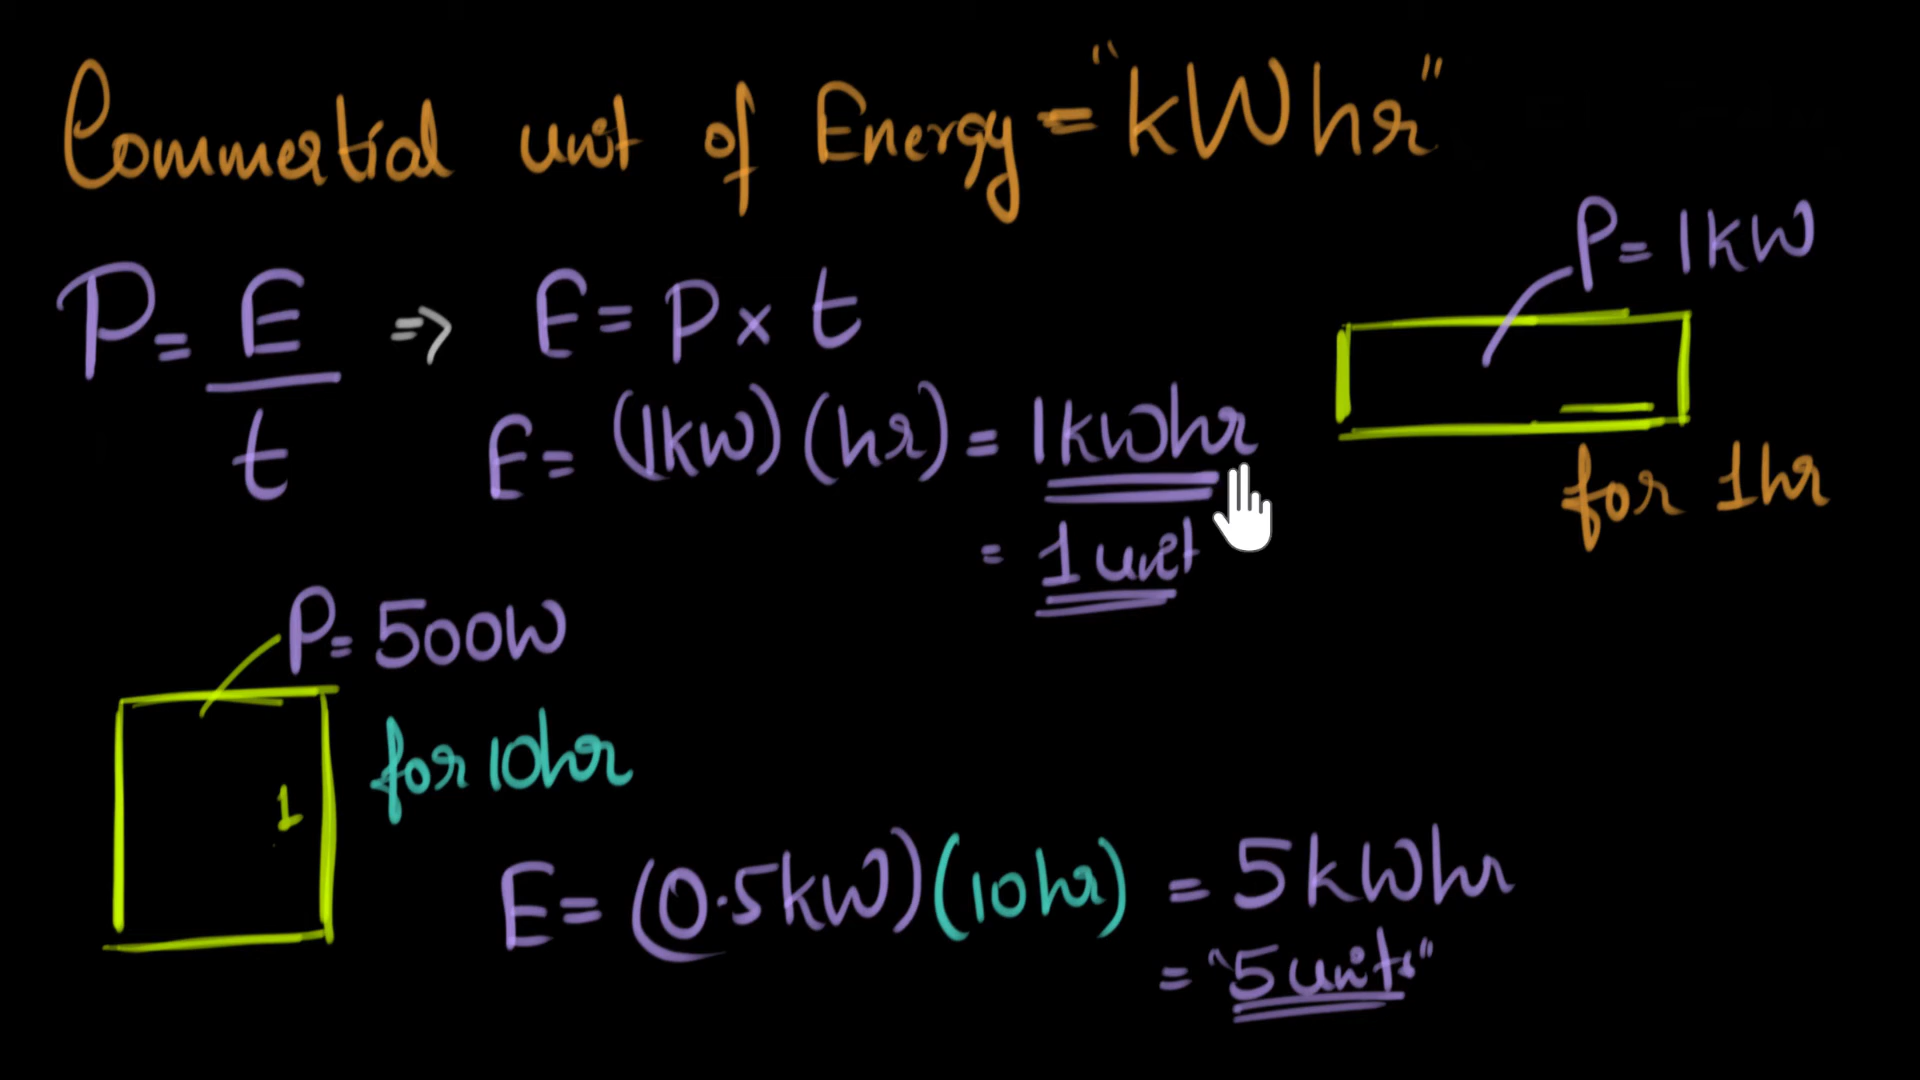 Commertial unit of Energy = "kWhr"
P = E/t ⇒ E = P x t
P = 1kW
E = (1kW) (hr) = 1kWhr
for 1hr
= 1 unit
P = 500W
for 10hr
1
E = (0.5kW) (10hr) = 5kWhr
= "5 units"